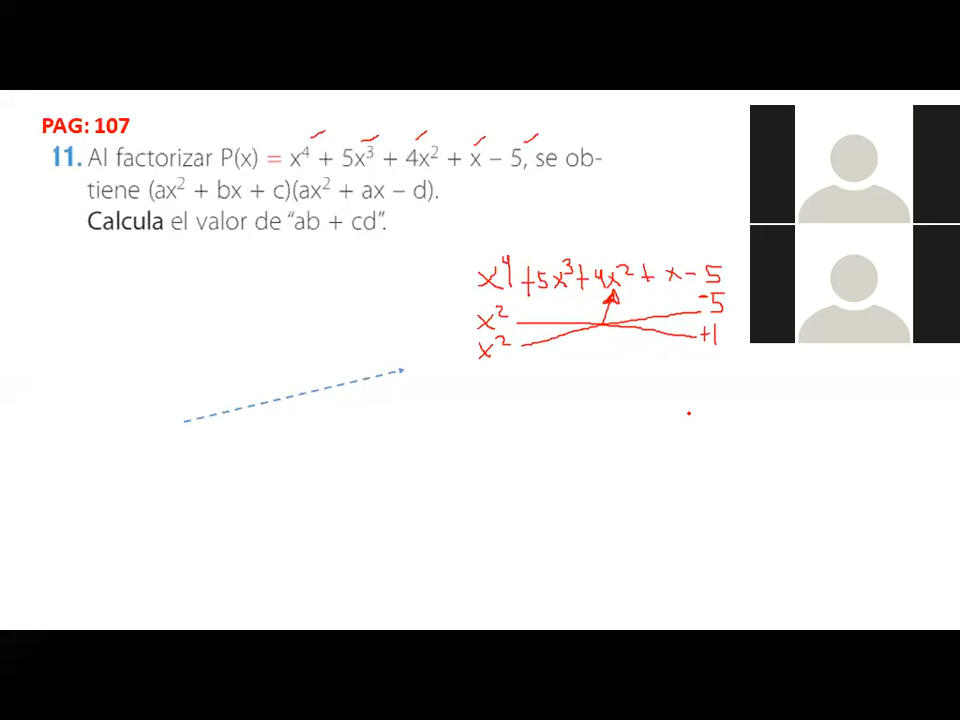 PAG: 107
11. Al factorizar P(x) = x⁴ + 5x³ + 4x² + x – 5, se ob-
tiene (ax² + bx + c)(ax² + ax – d).
Calcula el valor de “ab + cd”.
x⁴ + 5x³ + 4x² + x – 5
x² -5
x² +1